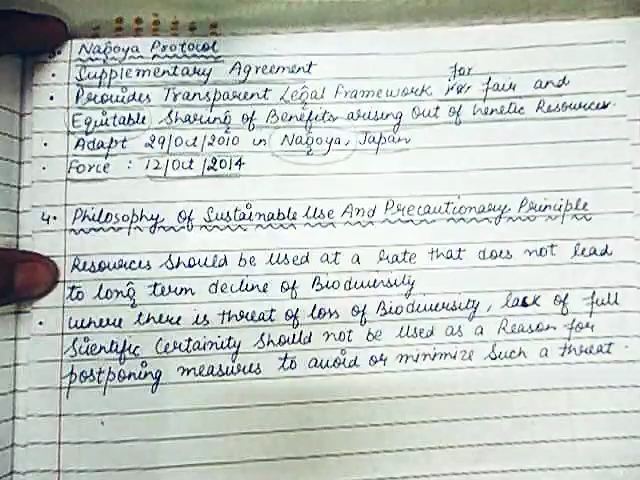 Nagoya Protocol
• Supplementary Agreement
• Provides Transparent Legal Framework for fair and
Equitable Sharing of Benefits arising Out of Genetic Resources.
• Adapt 29/Oct/2010 in Nagoya, Japan
• Force : 12/Oct/2014
4. Philosophy of Sustainable Use And Precautionary Principle
Resources should be used at a rate that does not lead
to long term decline of Biodiversity
• where there is threat of loss of Biodiversity, lack of full
Scientific Certainity should not be Used as a Reason for
postponing measures to avoid or minimize Such a threat.